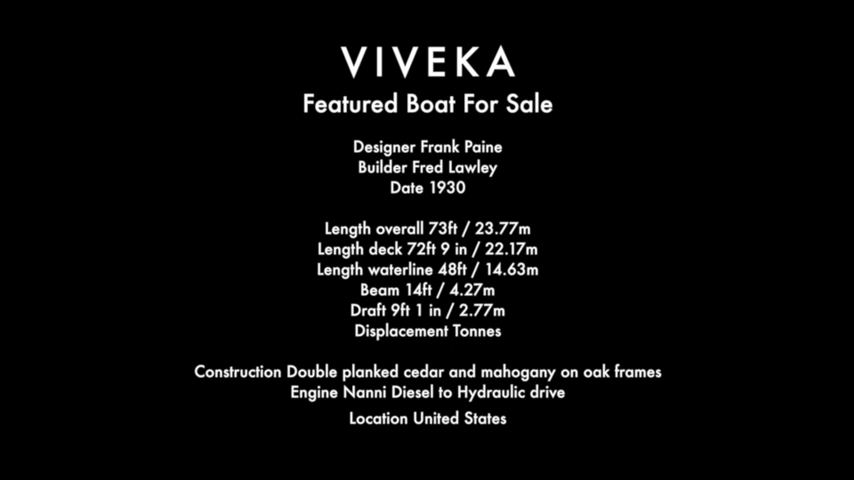 VIVEKA
Featured Boat For Sale
Designer Frank Paine
Builder Fred Lawley
Date 1930
Length overall 73ft / 23.77m
Length deck 72ft 9 in / 22.17m
Length waterline 48ft / 14.63m
Beam 14ft / 4.27m
Draft 9ft 1 in / 2.77m
Displacement Tonnes
Construction Double planked cedar and mahogany on oak frames
Engine Nanni Diesel to Hydraulic drive
Location United States